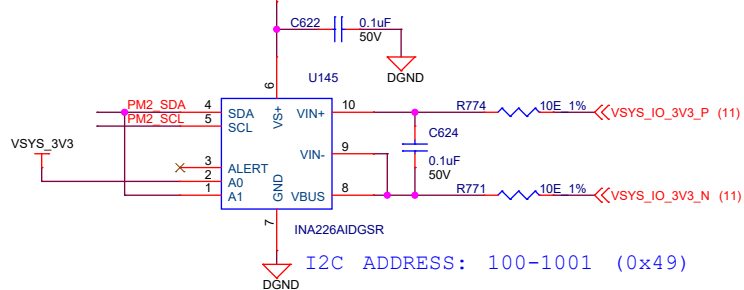 C622
0.1uF
50V
DGND
U145
6
VS+
PM2_SDA
4
SDA
VIN+
10
R774
10E_1%
VSYS_IO_3V3_P (11)
PM2_SCL
5
SCL
C624
VSYS_3V3
VIN-
9
0.1uF
50V
3
ALERT
2
A0
1
A1
GND
VBUS
8
R771
10E_1%
VSYS_IO_3V3_N (11)
7
INA226AIDGSR
DGND
I2C ADDRESS: 100-1001 (0x49)